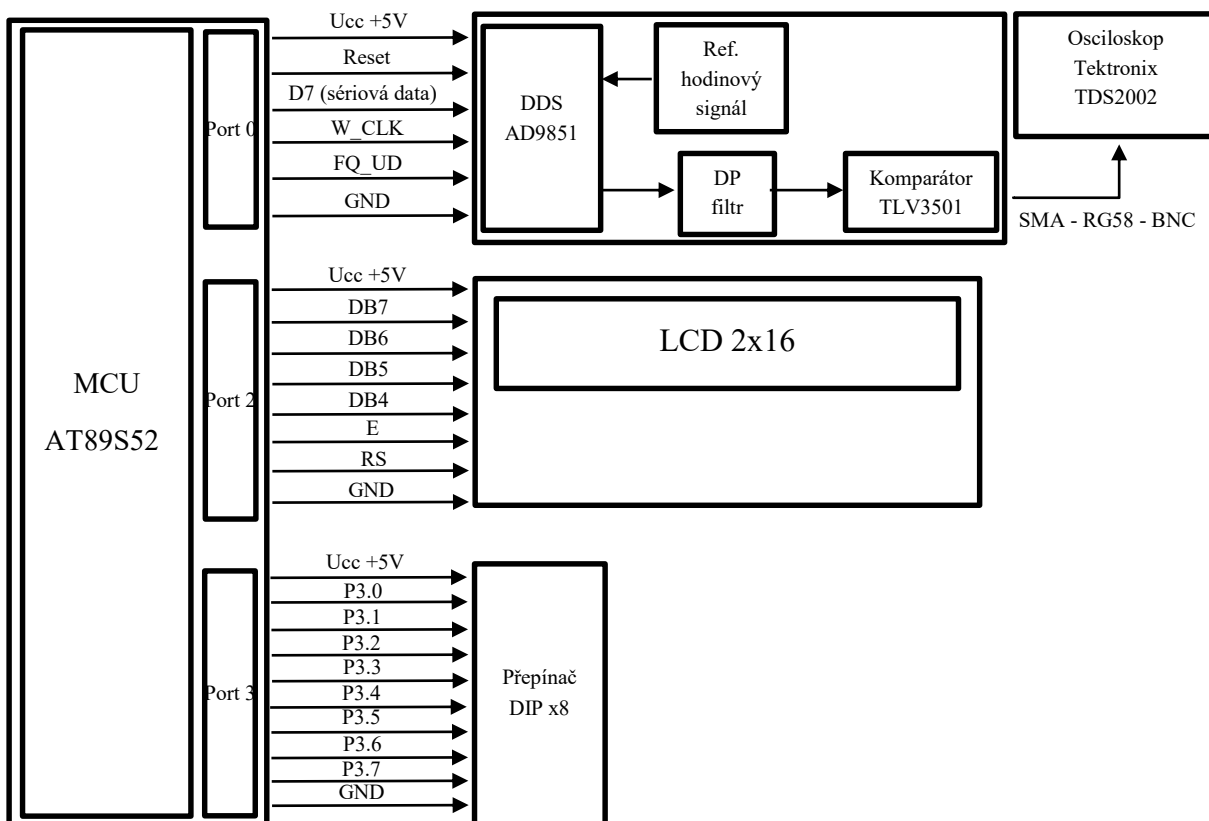 MCU
AT89S52
Port 0
Ucc +5V
Reset
D7 (sériová data)
W_CLK
FQ_UD
GND
DDS
AD9851
Ref.
hodinový
signál
DP
filtr
Komparátor
TLV3501
Osciloskop
Tektronix
TDS2002
SMA - RG58 - BNC
Port 2
Ucc +5V
DB7
DB6
DB5
DB4
E
RS
GND
LCD 2x16
Port 3
Ucc +5V
P3.0
P3.1
P3.2
P3.3
P3.4
P3.5
P3.6
P3.7
GND
Přepínač
DIP x8